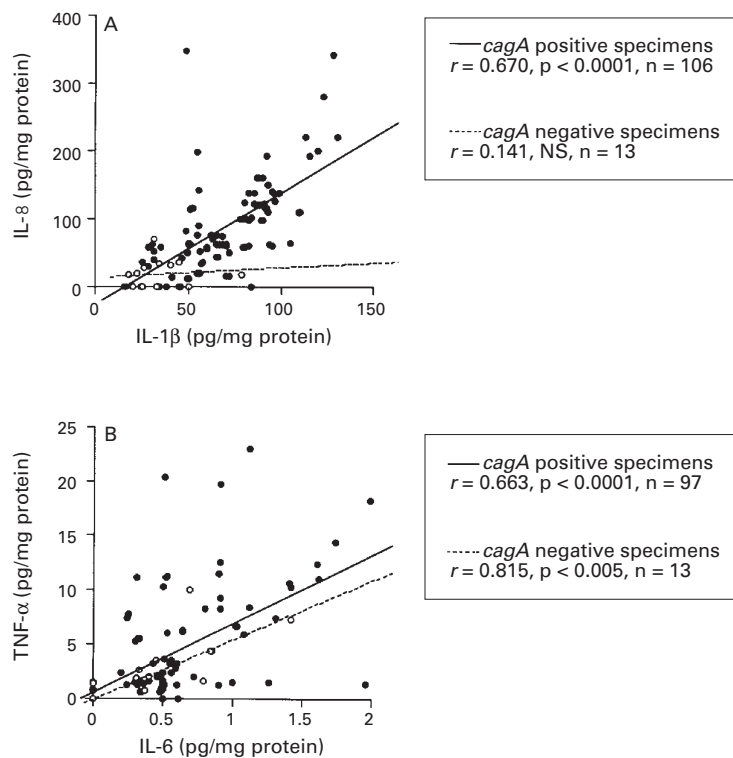 A
400
300
200
100
0
IL-8 (pg/mg protein)
0 50 100 150
IL-1β (pg/mg protein)
cagA positive specimens
r = 0.670, p < 0.0001, n = 106
cagA negative specimens
r = 0.141, NS, n = 13
B
25
20
15
10
5
0
TNF-α (pg/mg protein)
0 0.5 1 1.5 2
IL-6 (pg/mg protein)
cagA positive specimens
r = 0.663, p < 0.0001, n = 97
cagA negative specimens
r = 0.815, p < 0.005, n = 13